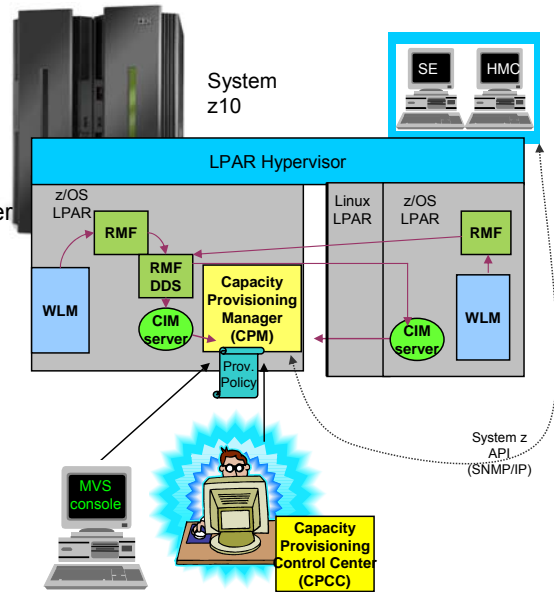 System
z10
SE
HMC
LPAR Hypervisor
er
z/OS
LPAR
RMF
RMF
DDS
WLM
CIM
server
Capacity
Provisioning
Manager
(CPM)
Prov.
Policy
Linux
LPAR
z/OS
LPAR
RMF
CIM
server
WLM
System z
API
(SNMP/IP)
MVS
console
Capacity
Provisioning
Control Center
(CPCC)